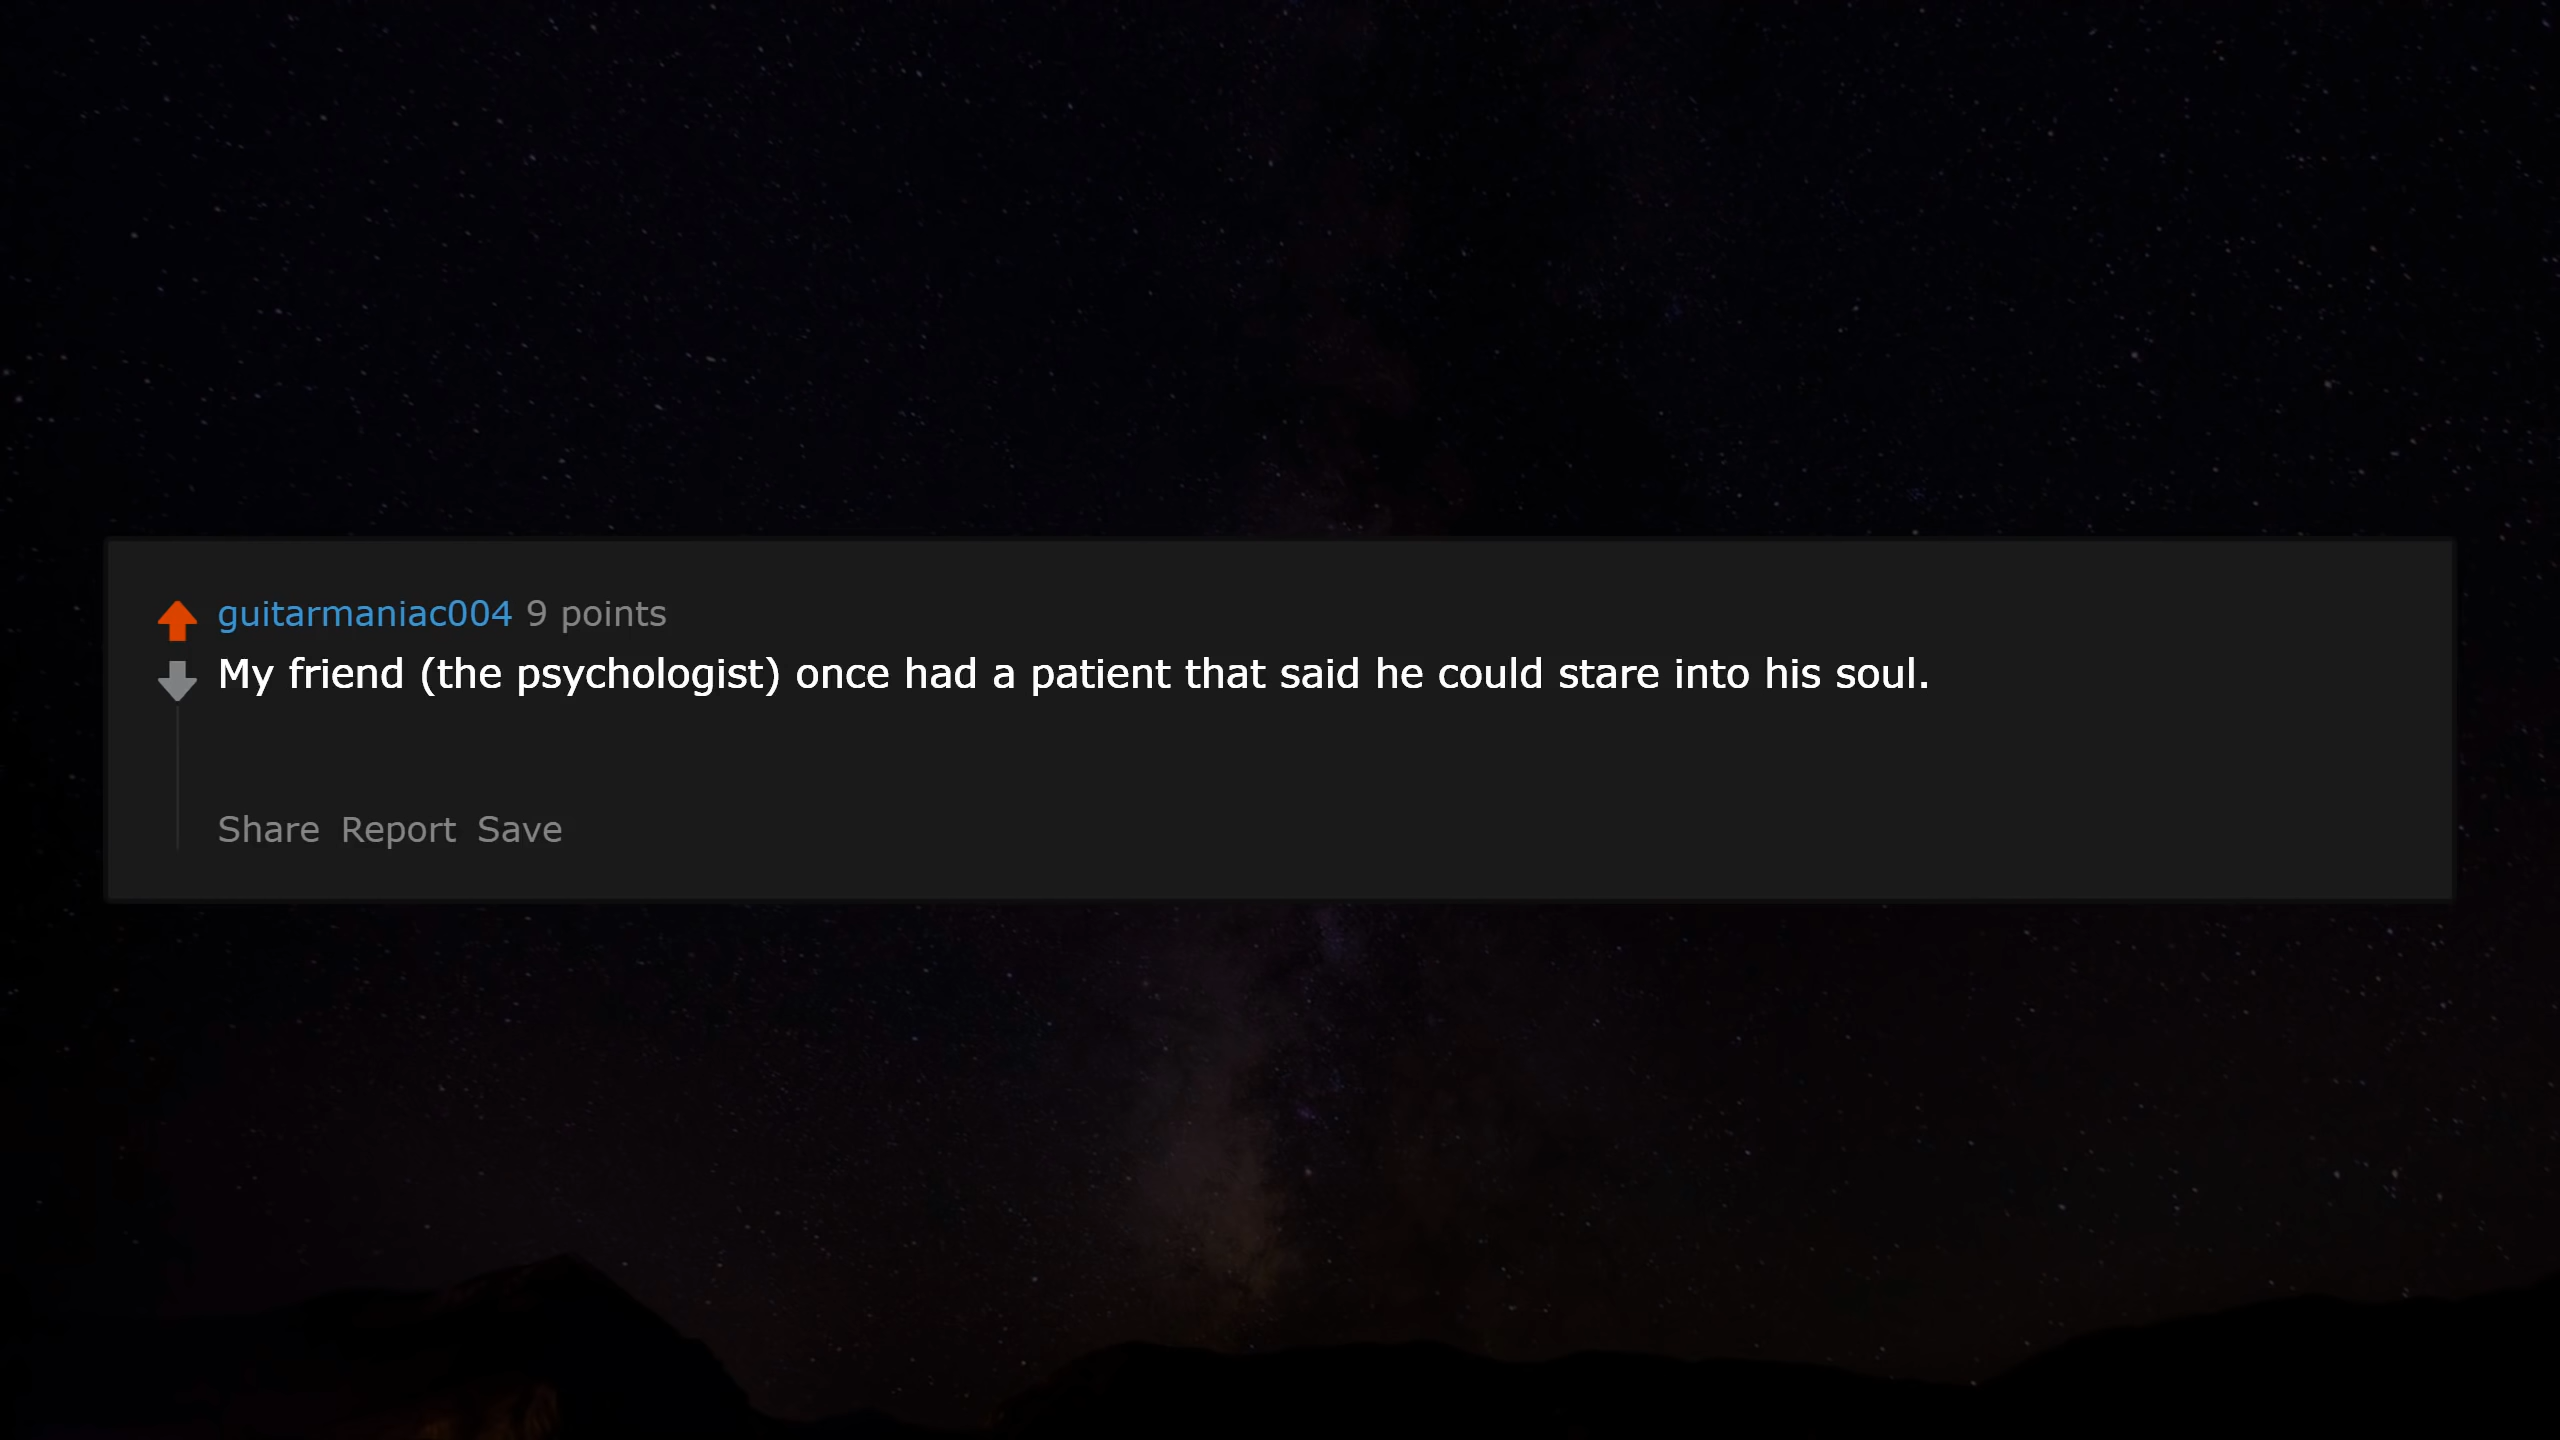 guitarmaniac004 9 points
My friend (the psychologist) once had a patient that said he could stare into his soul.
Share Report Save